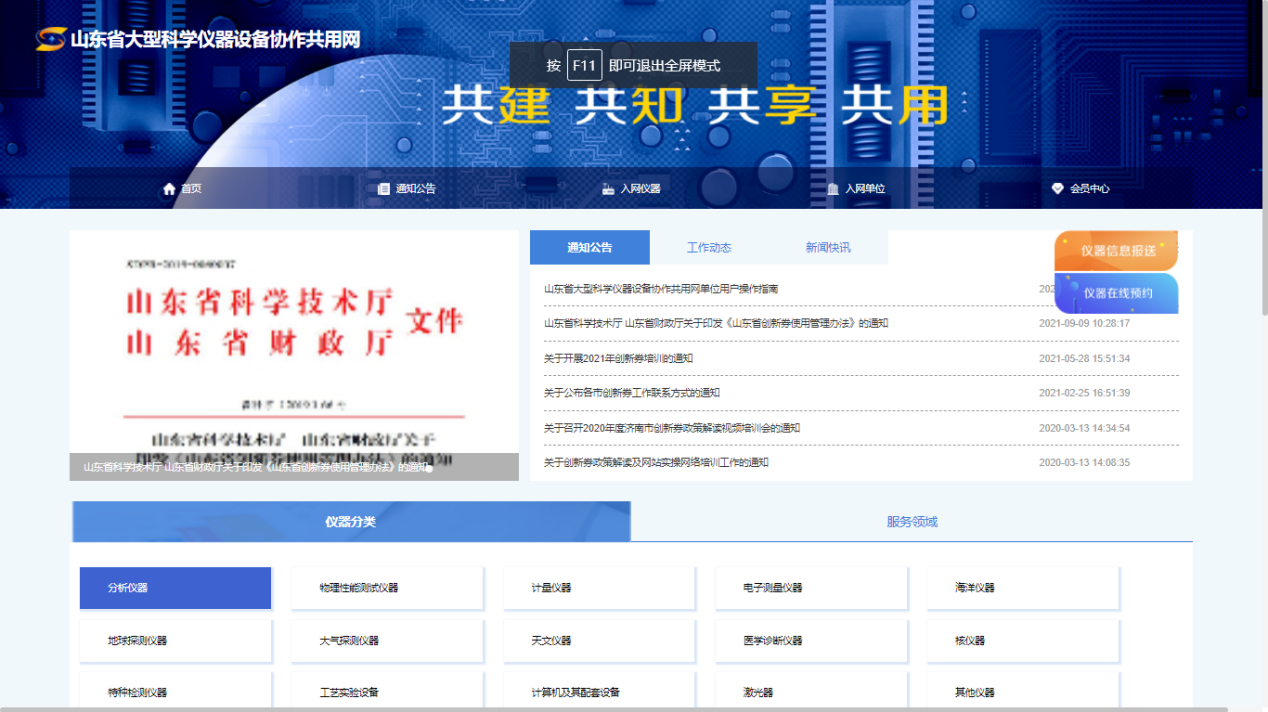 山东省大型科学仪器设备协作共用网
按 F11 即可退出全屏模式
共建 共知 共享 共用
首页 通知公告 入网仪器 入网单位 会员中心
山东省科学技术厅
山东省财政厅
文件
山东省科学技术厅 山东省财政厅关于
山东省科学技术厅 山东省财政厅关于印发《山东省创新券使用管理办法》的通知
通知公告 工作动态 新闻快讯
仪器信息报送
仪器在线预约
山东省大型科学仪器设备协作共用网单位用户操作指南 202
山东省科学技术厅 山东省财政厅关于印发《山东省创新券使用管理办法》的通知 2021-09-09 10:28:17
关于开展2021年创新券培训的通知 2021-05-28 15:51:34
关于公布各市创新券工作联系方式的通知 2021-02-25 16:51:39
关于召开2020年度济南市创新券政策解读视频培训会的通知 2020-03-13 14:34:54
关于创新券政策解读及网站实操网络培训工作的通知 2020-03-13 14:08:35
仪器分类 服务领域
分析仪器 物理性能测试仪器 计量仪器 电子测量仪器 海洋仪器
地球探测仪器 大气探测仪器 天文仪器 医学诊断仪器 核仪器
特种检测仪器 工艺实验设备 计算机及其配套设备 激光器 其他仪器